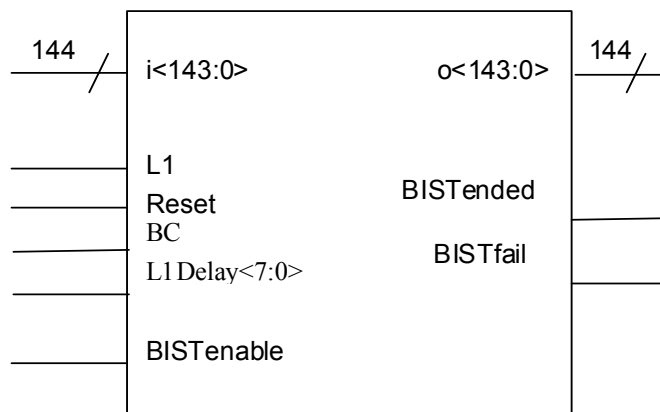 144
144
i<143:0>
o<143:0>
L1
BISTended
Reset
BC
BISTfail
L1Delay<7:0>
BISTenable